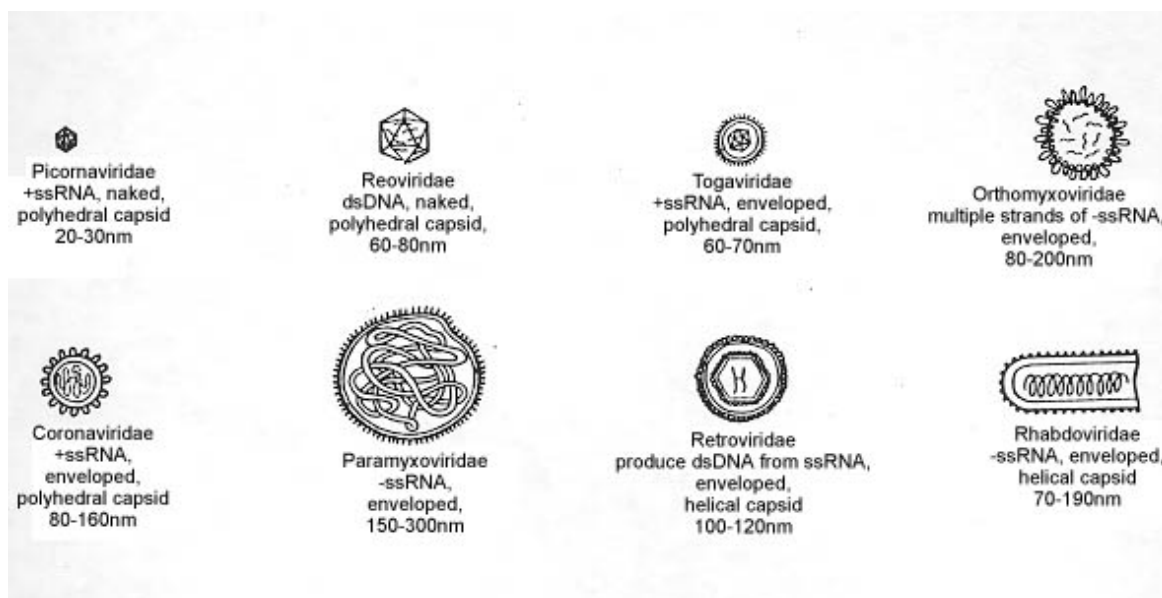 Picornaviridae
+ssRNA, naked,
polyhedral capsid
20-30nm
Reoviridae
dsDNA, naked,
polyhedral capsid,
60-80nm
Togaviridae
+ssRNA, enveloped,
polyhedral capsid,
60-70nm
Orthomyxoviridae
multiple strands of -ssRNA,
enveloped,
80-200nm
Coronaviridae
+ssRNA,
enveloped,
polyhedral capsid
80-160nm
Paramyxoviridae
-ssRNA,
enveloped,
150-300nm
Retroviridae
produce dsDNA from ssRNA,
enveloped,
helical capsid
100-120nm
Rhabdoviridae
-ssRNA, enveloped,
helical capsid
70-190nm